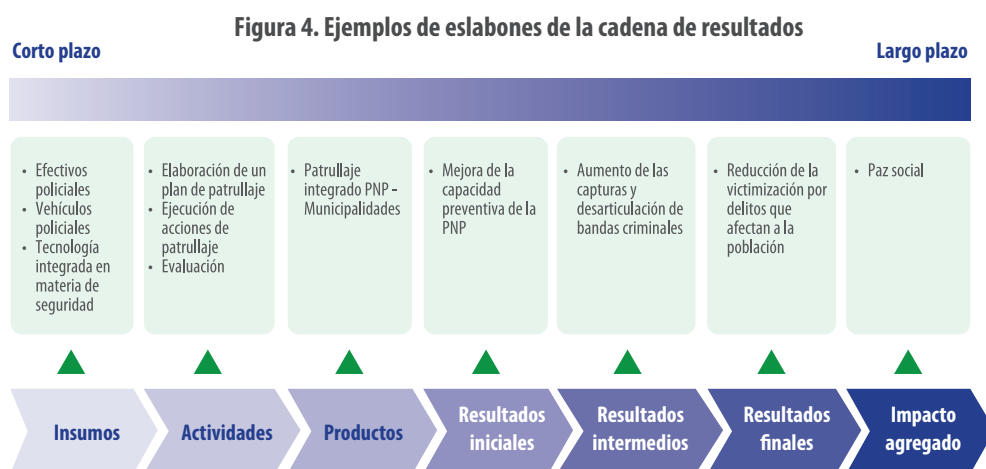 Figura 4. Ejemplos de eslabones de la cadena de resultados
Corto plazo
Largo plazo
• Efectivos
policiales
• Vehículos
policiales
• Tecnología
integrada en
materia de
seguridad
• Elaboración de un
plan de patrullaje
• Ejecución de
acciones de
patrullaje
• Evaluación
• Patrullaje
integrado PNP -
Municipalidades
• Mejora de la
capacidad
preventiva de la
PNP
• Aumento de las
capturas y
desarticulación de
bandas criminales
• Reducción de la
victimización por
delitos que
afectan a la
población
• Paz social
Insumos
Actividades
Productos
Resultados
iniciales
Resultados
intermedios
Resultados
finales
Impacto
agregado